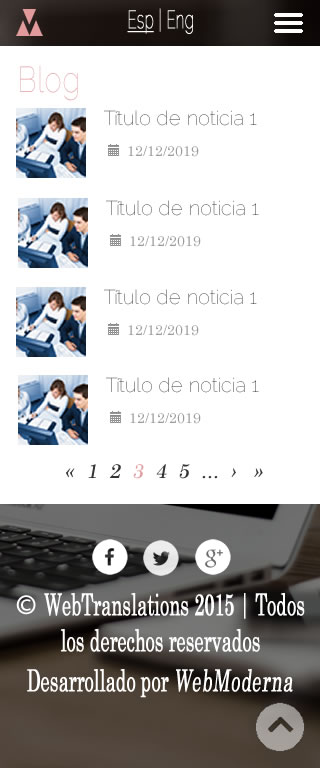 Esp | Eng
Blog
Titulo de noticia 1
12/12/2019
Titulo de noticia 1
12/12/2019
Titulo de noticia 1
12/12/2019
Titulo de noticia 1
12/12/2019
« 1 2 3 4 5 ... › »
f g+
© WebTranslations 2015 | Todos
los derechos reservados
Desarrollado por WebModerna